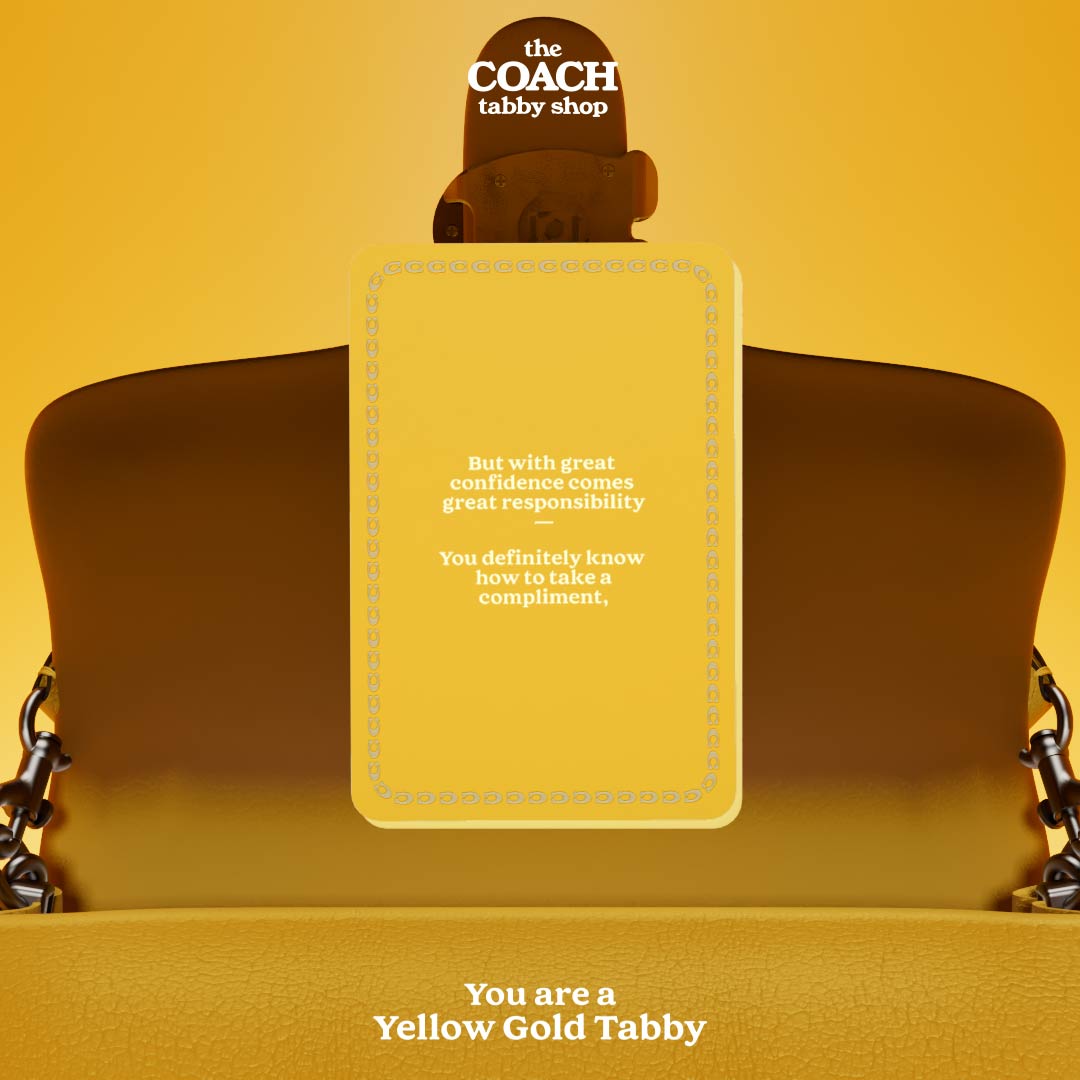 the
COACH
tabby shop
But with great
confidence comes
great responsibility
—
You definitely know
how to take a
compliment,
You are a
Yellow Gold Tabby